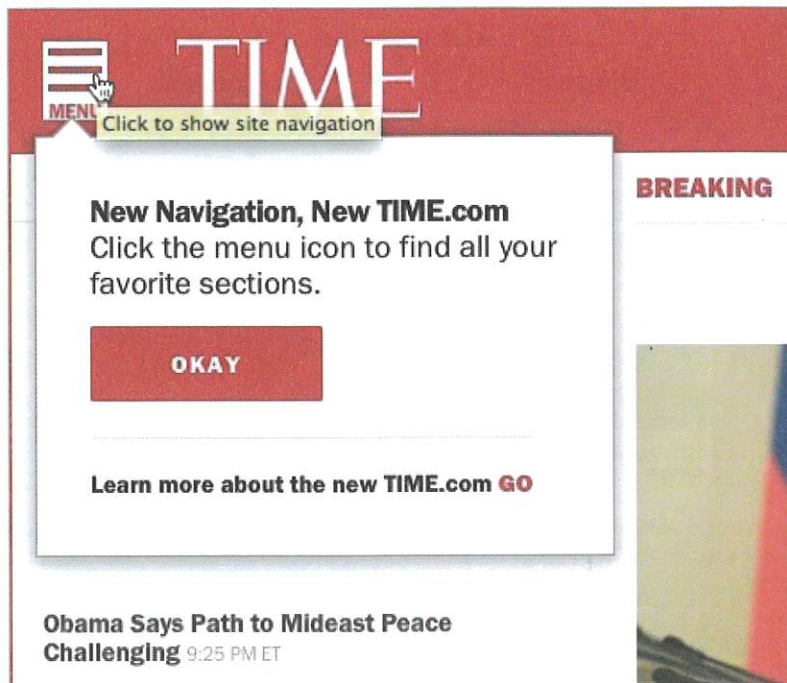 TIME
MENU
Click to show site navigation
New Navigation, New TIME.com
Click the menu icon to find all your
favorite sections.
OKAY
Learn more about the new TIME.com GO
BREAKING
Obama Says Path to Mideast Peace
Challenging 9:25 PM ET